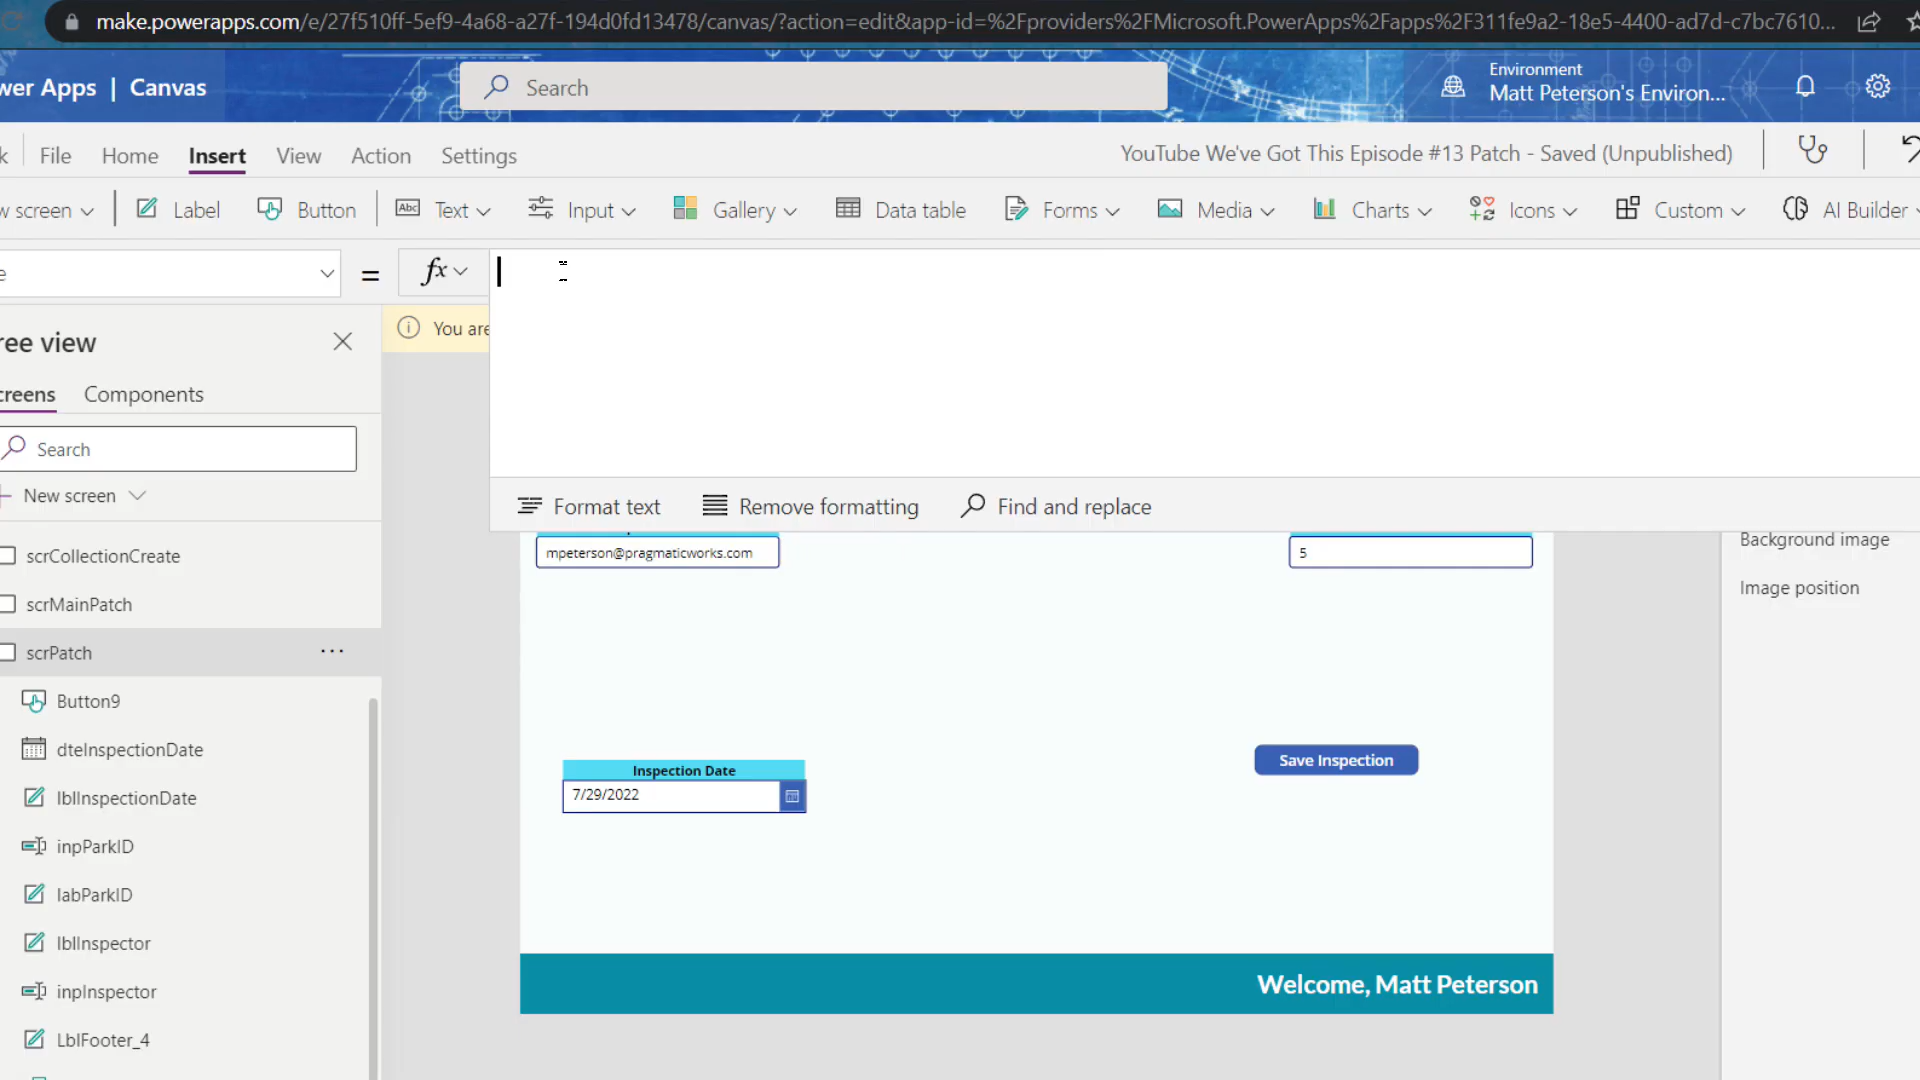 make.powerapps.com/e/27f510ff-5ef9-4a68-a27f-194d0fd13478/canvas/?action=edit&app-id=%2Fproviders%2FMicrosoft.PowerApps%2Fapps%2F311fe9a2-18e5-4400-ad7d-c7bc7610...
wer Apps | Canvas
Search
Environment
Matt Peterson's Environ...
k File Home Insert View Action Settings
YouTube We've Got This Episode #13 Patch - Saved (Unpublished)
w screen Label Button Abc Text Input Gallery Data table Forms Media Charts Icons Custom AI Builder
e = fx
ree view
You are
creens Components
Search
New screen
Format text Remove formatting Find and replace
scrCollectionCreate
scrMainPatch
scrPatch ...
Button9
dteInspectionDate
lblInspectionDate
inpParkID
labParkID
lblInspector
inpInspector
LblFooter_4
mpeterson@pragmaticworks.com
5
Background image
Image position
Inspection Date
7/29/2022
Save Inspection
Welcome, Matt Peterson